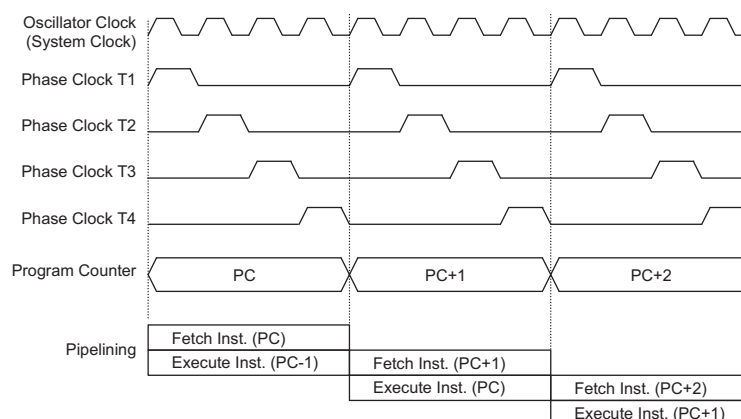 Oscillator Clock
(System Clock)
Phase Clock T1
Phase Clock T2
Phase Clock T3
Phase Clock T4
Program Counter
PC
PC+1
PC+2
Pipelining
Fetch Inst. (PC)
Execute Inst. (PC-1)
Fetch Inst. (PC+1)
Execute Inst. (PC)
Fetch Inst. (PC+2)
Execute Inst. (PC+1)